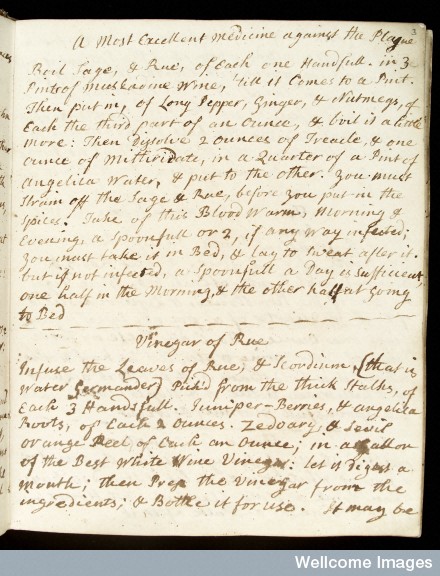 3
A Most Excellent Medicine against the Plague
Boil Sage, & Rue, of Each one Handfull. in 3
Pints of Muskadine Wine, 'till it Comes to a Pint.
Then put in, of Long Pepper, Ginger, & Nutmegs, of
Each the third part of an Ounce, & boil it a little
more: Then Dysolve 2 ounces of Treacle, & one
ounce of Mithridate, in a Quarter of a Pint of
Angelica Water, & put to the other. You must
Strain off the Sage & Rue, before you put in the
Spices. Take of this Blood Warm, Morning &
Evening, a Spoonfull or 2, if any way infected;
You must take it in Bed, & lay to Sweat after it.
but if not infected, a Spoonfull a Day is Sufficient,
one half in the Morning, & the other half at Going
to Bed
Vinegar of Rue
Infuse the Leaves of Rue, & Scordium, (that is
Water Germander) Pick'd from the thick Stalks, of
Each 3 Handsfull. Juniper-Berries, & Angelica
Roots, of Each 2 Ounces. Zedoary, & Sevil
orange Peel of Each an Ounce; in a Gallon
of the Best White Wine Vinegar: let it Digest a
Month; then Press the Vinegar from the
ingredients; & Bottle it for use. It may be
Wellcome Images